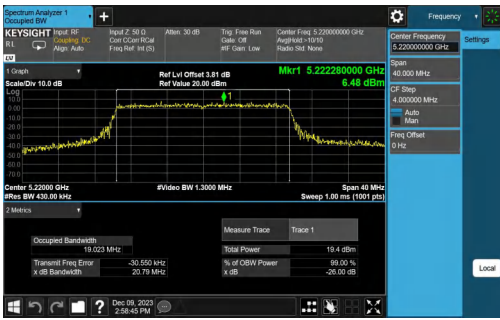 Spectrum Analyzer 1
Occupied BW
Frequency
KEYSIGHT
RL
Input: RF
Coupling: DC
Align: Auto
Input Z: 50 Ω
Corr CCorr RCal
Freq Ref: Int (S)
Atten: 30 dB
Trig: Free Run
Gate: Off
#IF Gain: Low
Center Freq: 5.220000000 GHz
Avg|Hold:>10/10
Radio Std: None
Center Frequency
5.220000000 GHz
Settings
Span
40.000 MHz
CF Step
4.000000 MHz
Auto
Man
Freq Offset
0 Hz
Local
1 Graph
Scale/Div 10.0 dB
Ref Lvl Offset 3.81 dB
Ref Value 20.00 dBm
Mkr1 5.222280000 GHz
6.48 dBm
Log
10.0
0.00
-10.0
-20.0
-30.0
-40.0
-50.0
-60.0
-70.0
1
Center 5.22000 GHz
#Res BW 430.00 kHz
#Video BW 1.3000 MHz
Span 40 MHz
Sweep 1.00 ms (1001 pts)
2 Metrics
Measure Trace
Trace 1
Occupied Bandwidth
19.023 MHz
Total Power
19.4 dBm
Transmit Freq Error
-30.550 kHz
% of OBW Power
99.00 %
x dB Bandwidth
20.79 MHz
x dB
-26.00 dB
Dec 09, 2023
2:58:45 PM